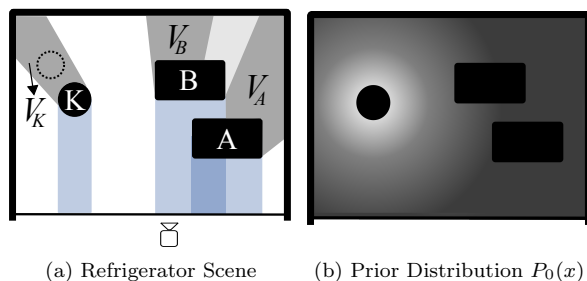 V_B
B
V_A
K
V_K
A
(a) Refrigerator Scene
(b) Prior Distribution P_0(x)